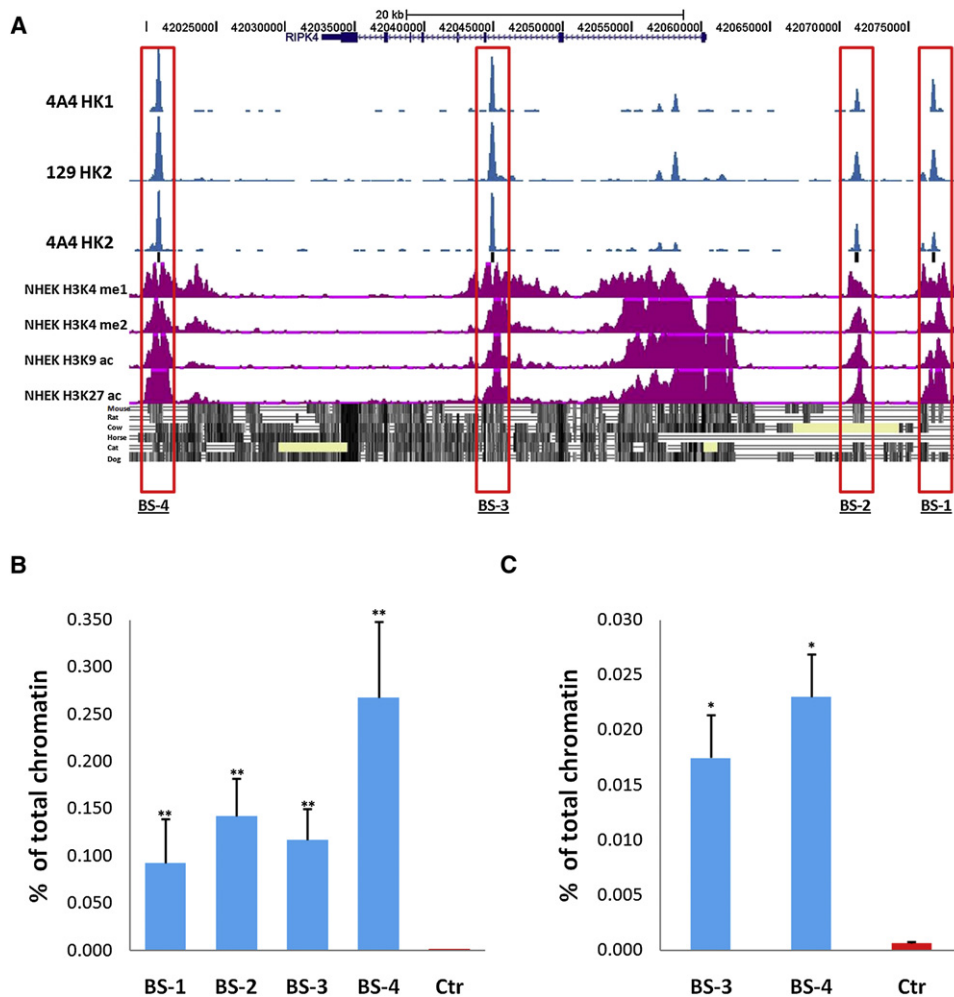 A
20 kb
42025000 42030000 42035000 42040000 42045000 42050000 42055000 42060000 42065000 42070000 42075000
RIPK4
4A4 HK1
129 HK2
4A4 HK2
NHEK H3K4 me1
NHEK H3K4 me2
NHEK H3K9 ac
NHEK H3K27 ac
Mouse
Rat
Cow
Horse
Cat
Dog
BS-4 BS-3 BS-2 BS-1
B
% of total chromatin
0.350
0.300
0.250
0.200
0.150
0.100
0.050
0.000
** ** ** **
BS-1 BS-2 BS-3 BS-4 Ctr
C
% of total chromatin
0.030
0.025
0.020
0.015
0.010
0.005
0.000
* *
BS-3 BS-4 Ctr